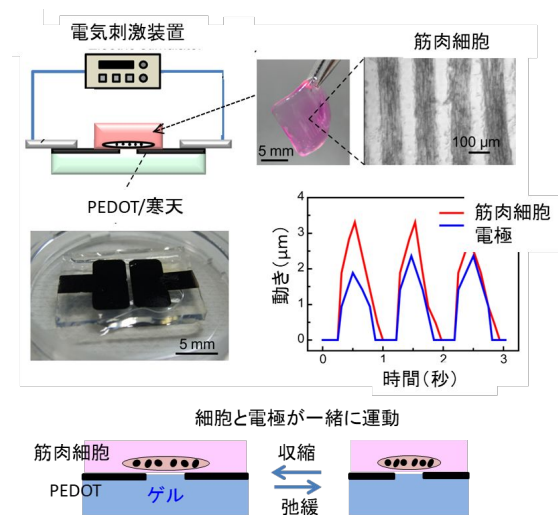 電気刺激装置
筋肉細胞
5 mm
100 µm
PEDOT/寒天
5 mm
動き(µm)
4
3
2
1
0
筋肉細胞
電極
0
1
2
3
時間(秒)
細胞と電極が一緒に運動
筋肉細胞
PEDOT
ゲル
収縮
弛緩